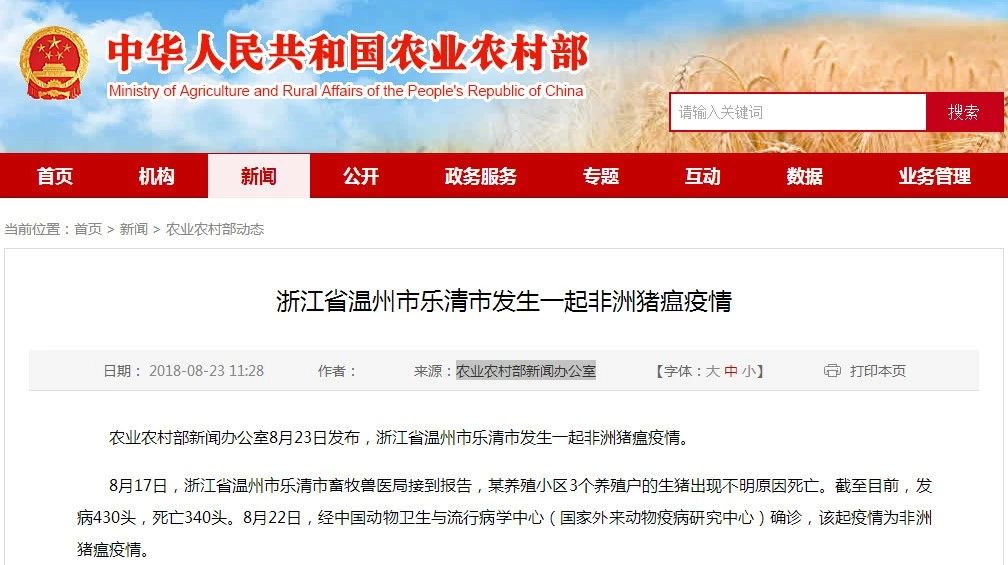 中华人民共和国农业农村部
Ministry of Agriculture and Rural Affairs of the People's Republic of China
请输入关键词 搜索
首页 机构 新闻 公开 政务服务 专题 互动 数据 业务管理
当前位置：首页 > 新闻 > 农业农村部动态
浙江省温州市乐清市发生一起非洲猪瘟疫情
日期： 2018-08-23 11:28 作者： 来源：农业农村部新闻办公室 【字体：大 中 小】 打印本页
农业农村部新闻办公室8月23日发布，浙江省温州市乐清市发生一起非洲猪瘟疫情。
8月17日，浙江省温州市乐清市畜牧兽医局接到报告，某养殖小区3个养殖户的生猪出现不明原因死亡。截至目前，发
病430头，死亡340头。8月22日，经中国动物卫生与流行病学中心（国家外来动物疫病研究中心）确诊，该起疫情为非洲
猪瘟疫情。